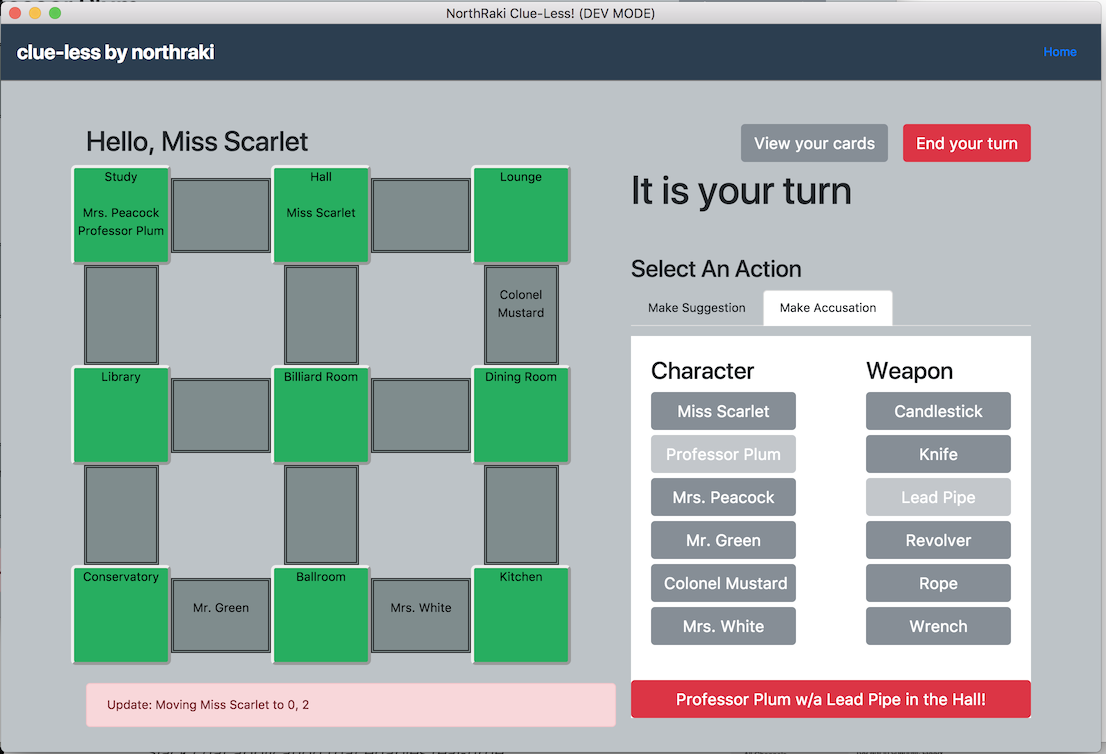 NorthRaki Clue-Less! (DEV MODE)
clue-less by northraki
Home
Hello, Miss Scarlet
View your cards
End your turn
It is your turn
Study
Mrs. Peacock
Professor Plum
Hall
Miss Scarlet
Lounge
Colonel
Mustard
Library
Billiard Room
Dining Room
Conservatory
Mr. Green
Ballroom
Mrs. White
Kitchen
Update: Moving Miss Scarlet to 0, 2
Select An Action
Make Suggestion
Make Accusation
Character
Miss Scarlet
Professor Plum
Mrs. Peacock
Mr. Green
Colonel Mustard
Mrs. White
Weapon
Candlestick
Knife
Lead Pipe
Revolver
Rope
Wrench
Professor Plum w/a Lead Pipe in the Hall!